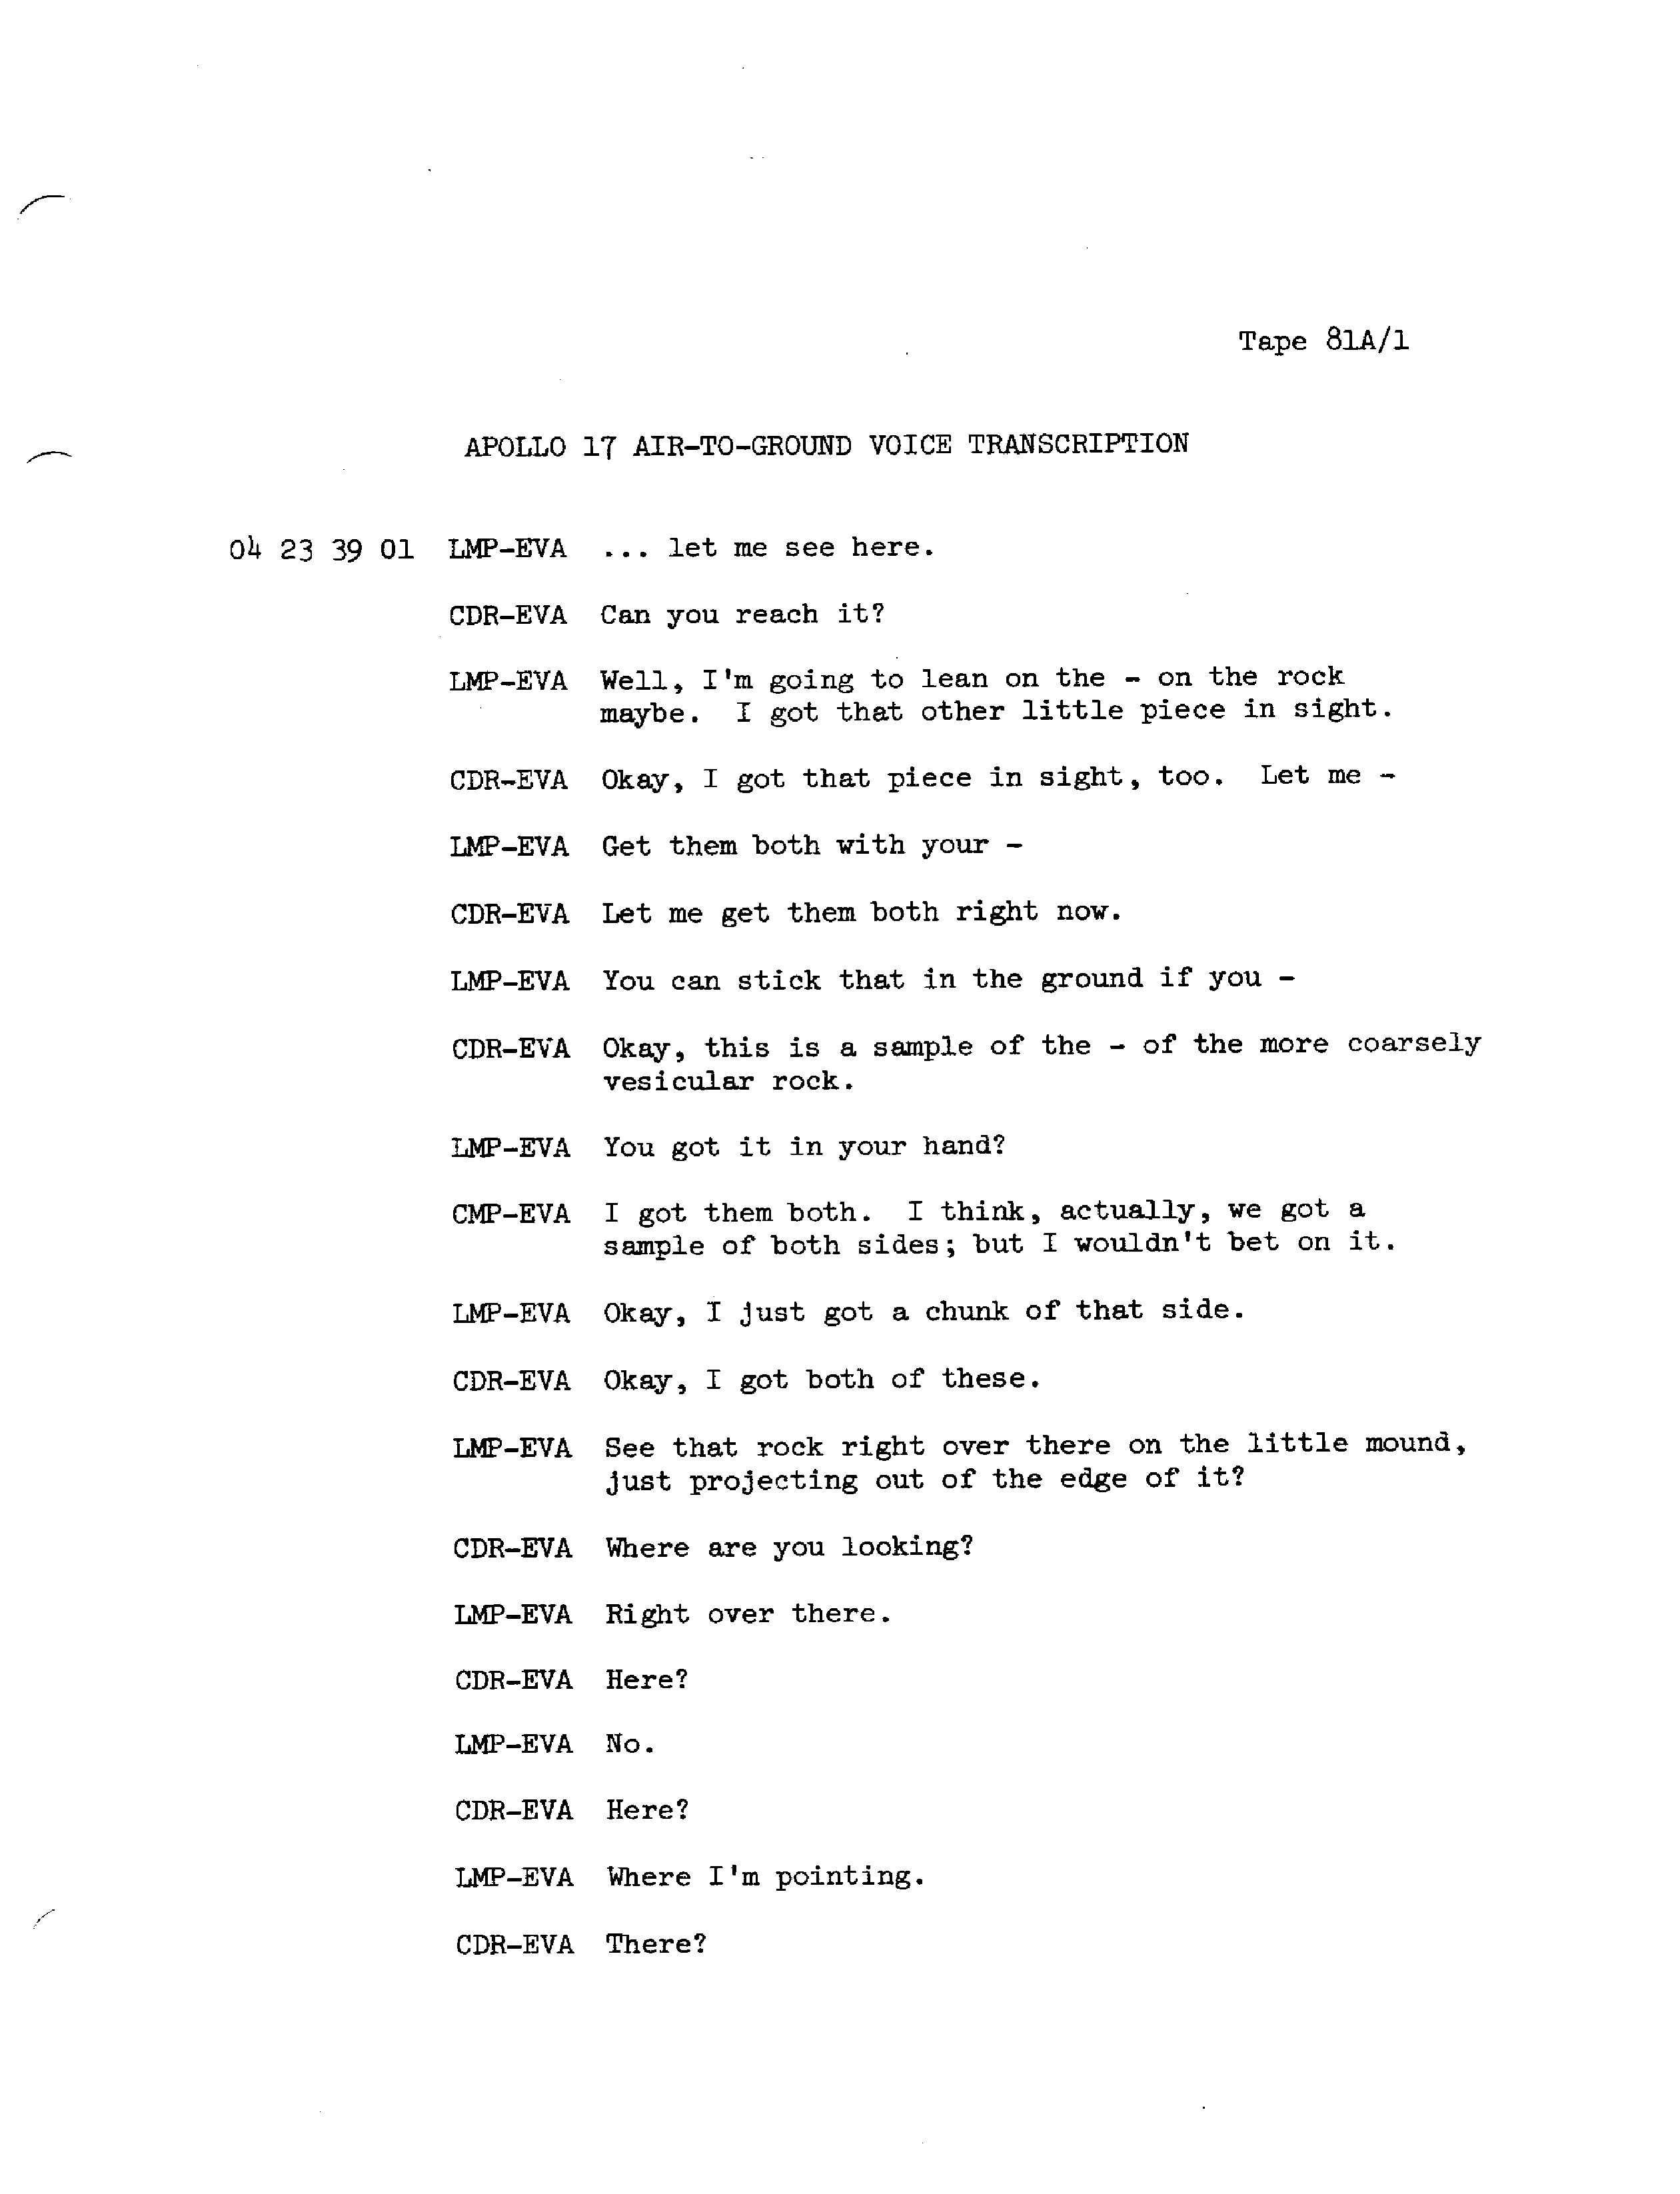 Tape 81A/1
APOLLO 17 AIR-TO-GROUND VOICE TRANSCRIPTION
04 23 39 01 LMP-EVA ... let me see here.
CDR-EVA Can you reach it?
LMP-EVA Well, I'm going to lean on the - on the rock
maybe. I got that other little piece in sight.
CDR-EVA Okay, I got that piece in sight, too. Let me -
LMP-EVA Get them both with your -
CDR-EVA Let me get them both right now.
LMP-EVA You can stick that in the ground if you -
CDR-EVA Okay, this is a sample of the - of the more coarsely
vesicular rock.
LMP-EVA You got it in your hand?
CMP-EVA I got them both. I think, actually, we got a
sample of both sides; but I wouldn't bet on it.
LMP-EVA Okay, I just got a chunk of that side.
CDR-EVA Okay, I got both of these.
LMP-EVA See that rock right over there on the little mound,
just projecting out of the edge of it?
CDR-EVA Where are you looking?
LMP-EVA Right over there.
CDR-EVA Here?
LMP-EVA No.
CDR-EVA Here?
LMP-EVA Where I'm pointing.
CDR-EVA There?